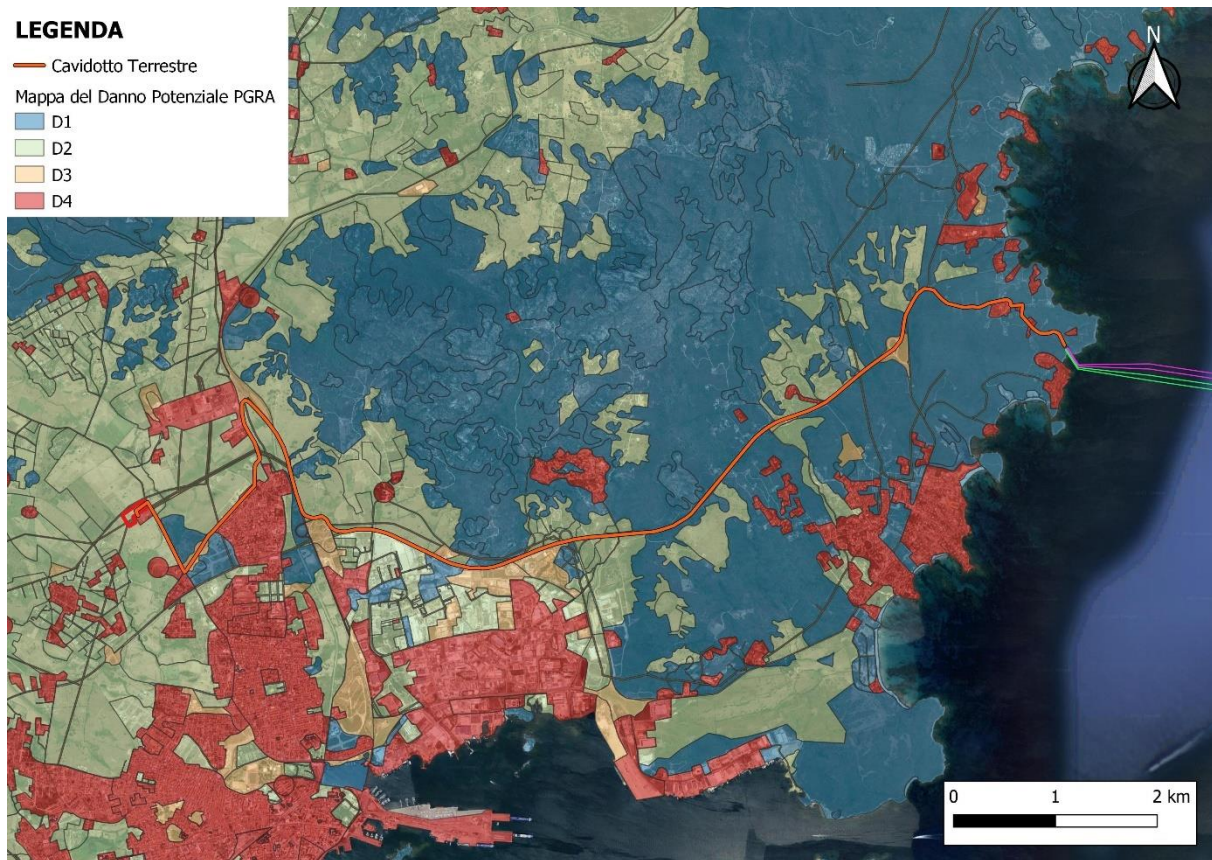 LEGENDA
Cavidotto Terrestre
Mappa del Danno Potenziale PGRA
D1
D2
D3
D4
N
0 1 2 km